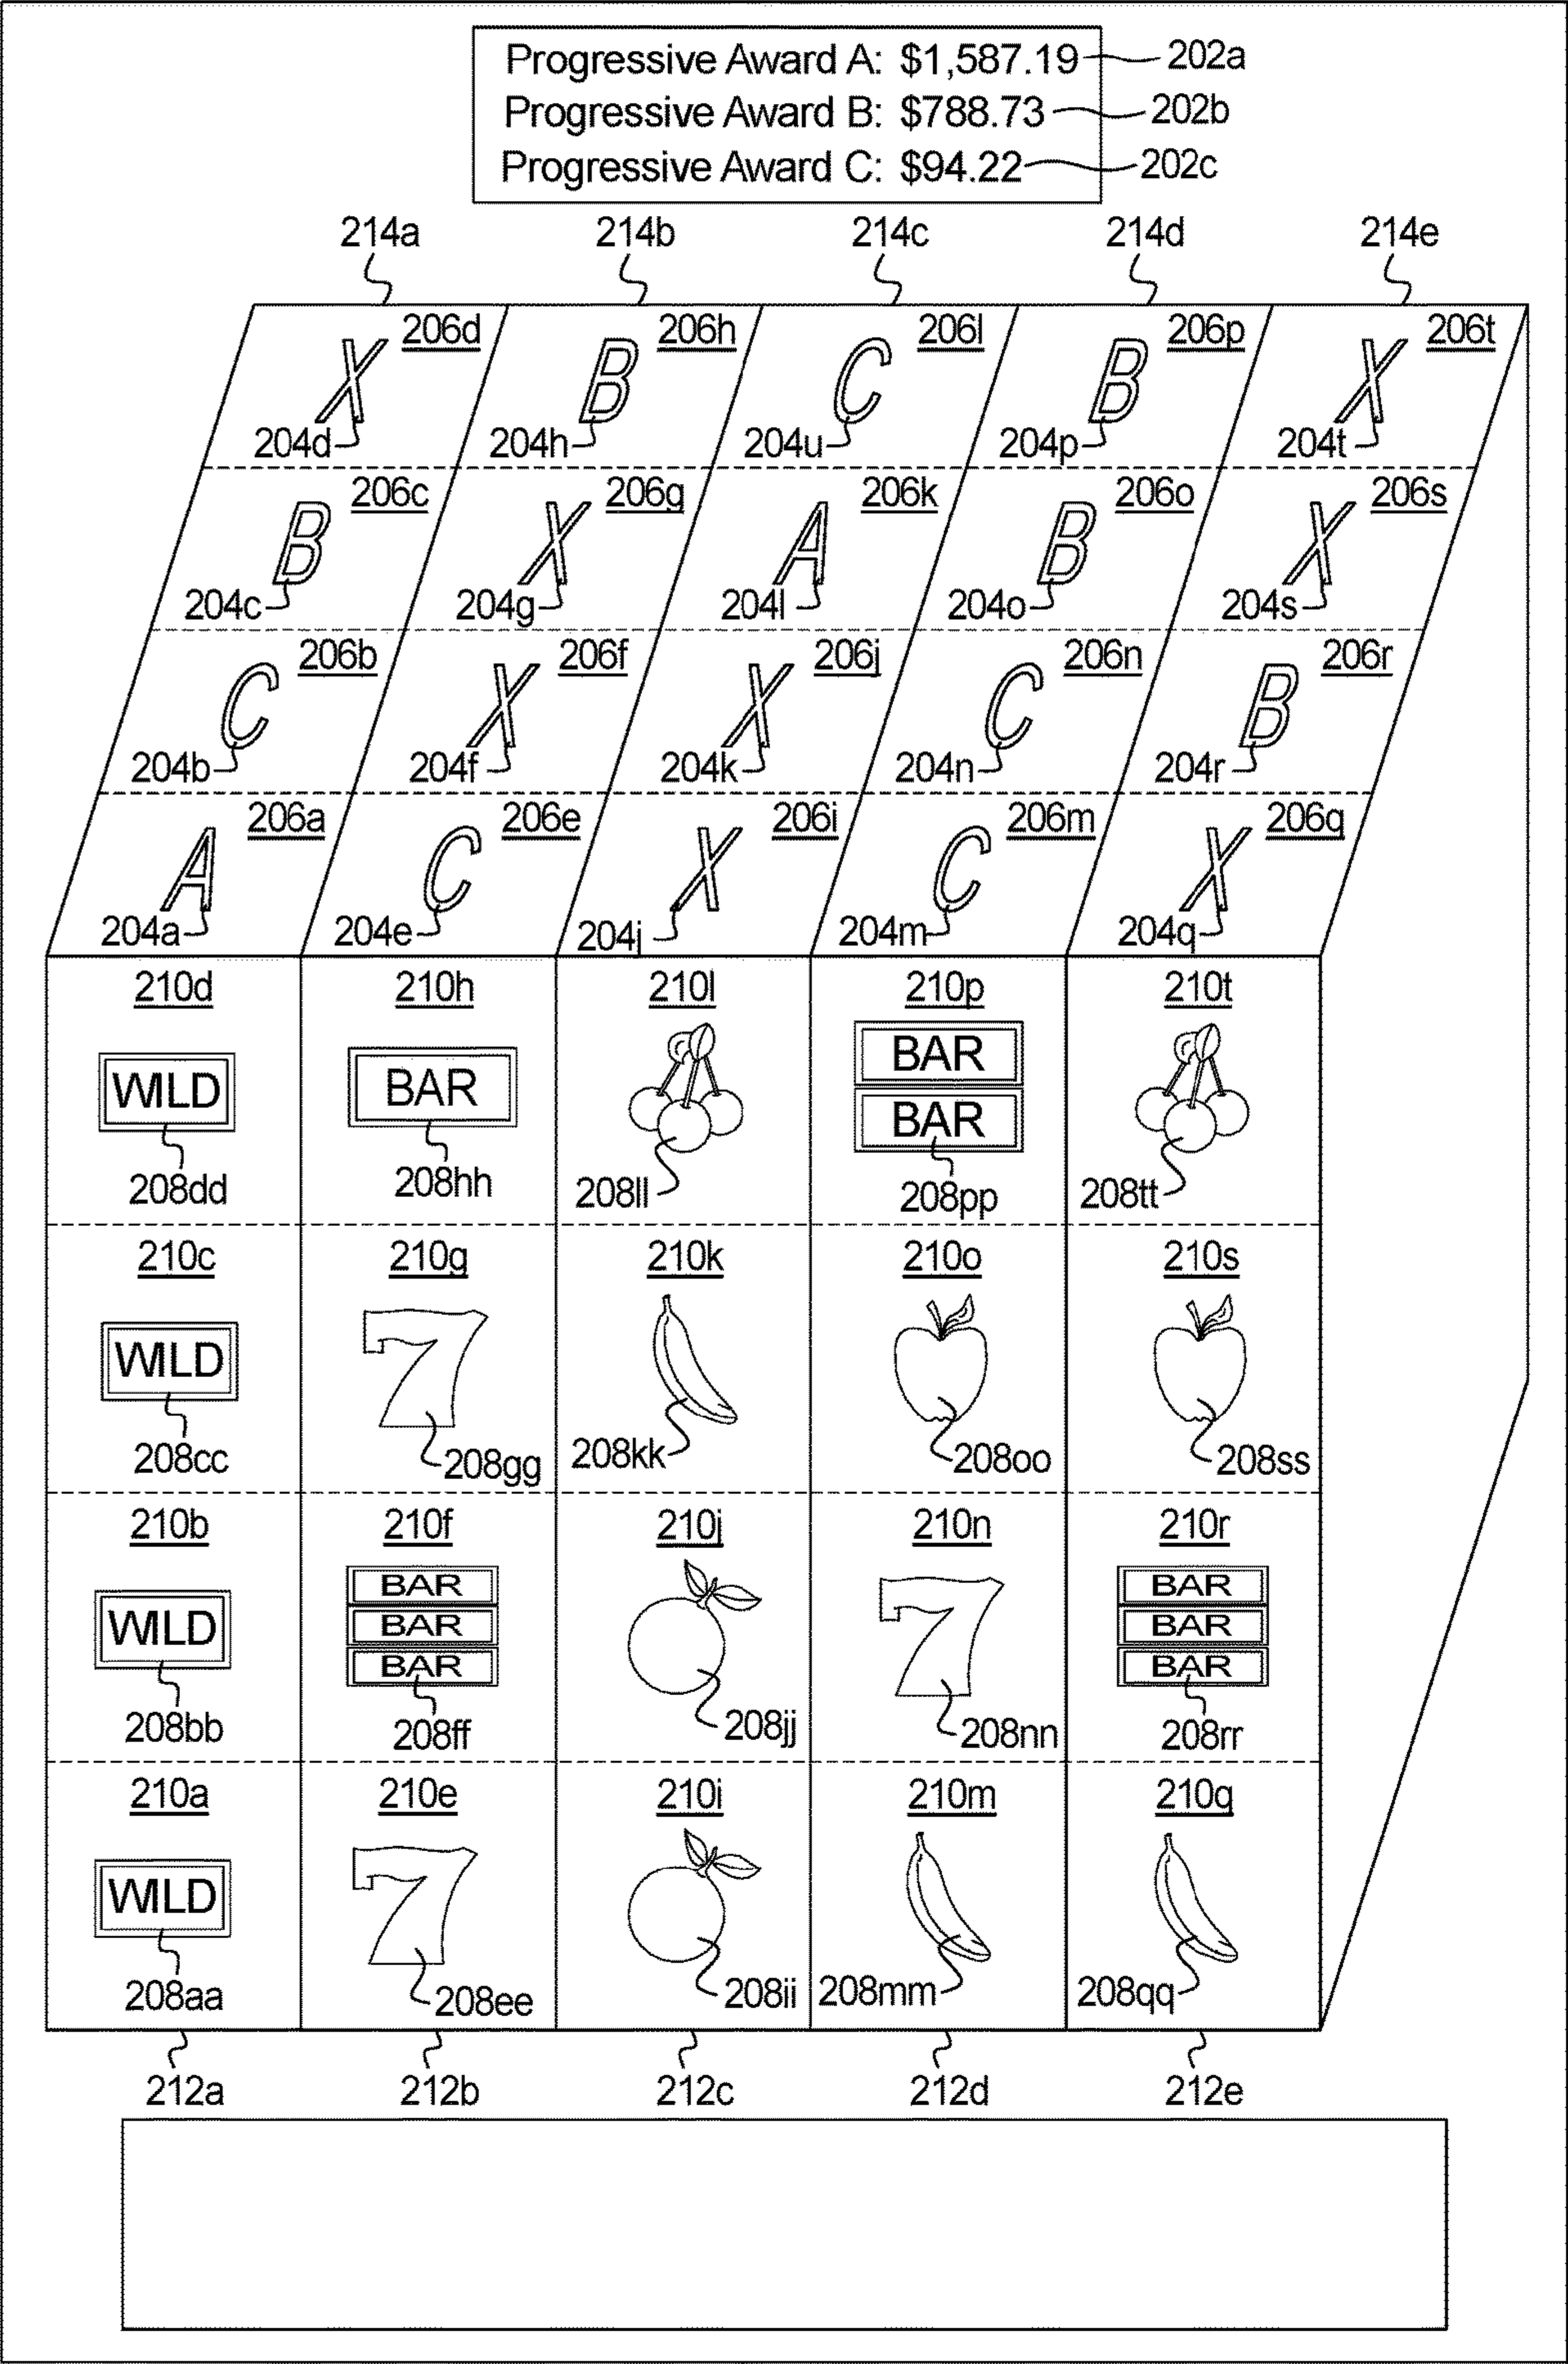 Progressive Award A: $1,587.19 202a
Progressive Award B: $788.73 202b
Progressive Award C: $94.22 202c
214a 214b 214c 214d 214e
206d 206h 206l 206p 206t
X B C B X
204d 204h 204u 204p 204t
206c 206g 206k 206o 206s
B X A B X
204c 204g 204l 204o 204s
206b 206f 206j 206n 206r
C X X C B
204b 204f 204k 204n 204r
206a 206e 206i 206m 206q
A C X C X
204a 204e 204j 204m 204q
210d 210h 210l 210p 210t
WILD BAR BAR
BAR
208dd 208hh 208ll 208pp 208tt
210c 210g 210k 210o 210s
WILD 7
208cc 208gg 208kk 208oo 208ss
210b 210f 210j 210n 210r
WILD BAR 7 BAR
BAR BAR
BAR BAR
208bb 208ff 208jj 208nn 208rr
210a 210e 210i 210m 210q
WILD 7
208aa 208ee 208ii 208mm 208qq
212a 212b 212c 212d 212e